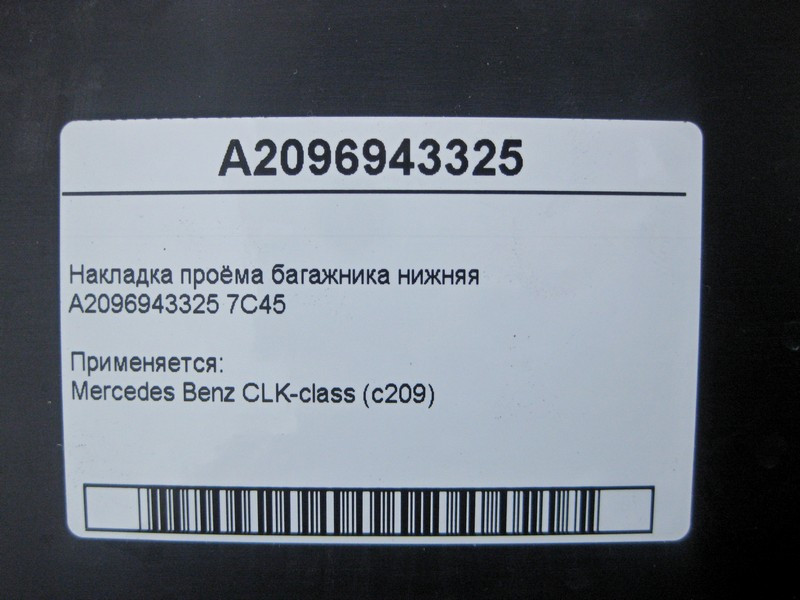 A2096943325
Накладка проёма багажника нижняя
A2096943325 7C45
Применяется:
Mercedes Benz CLK-class (c209)